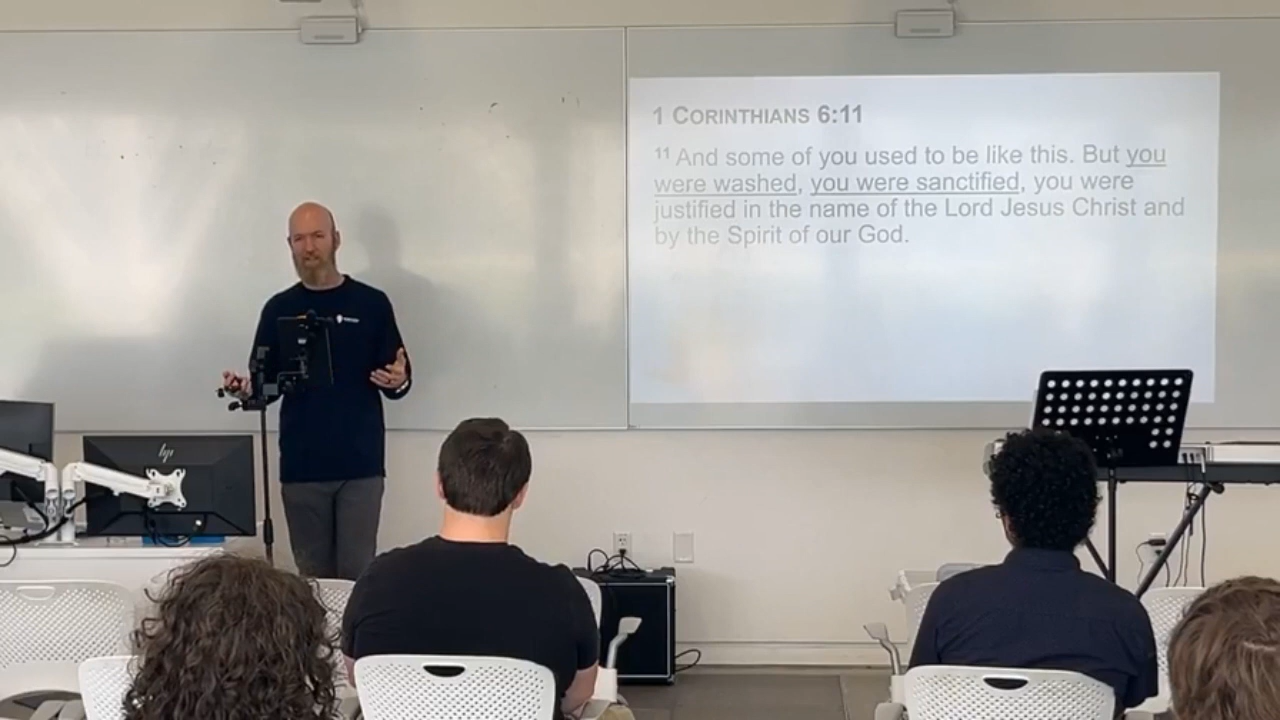 1 CORINTHIANS 6:11
11 And some of you used to be like this. But you
were washed, you were sanctified, you were
justified in the name of the Lord Jesus Christ and
by the Spirit of our God.
hp